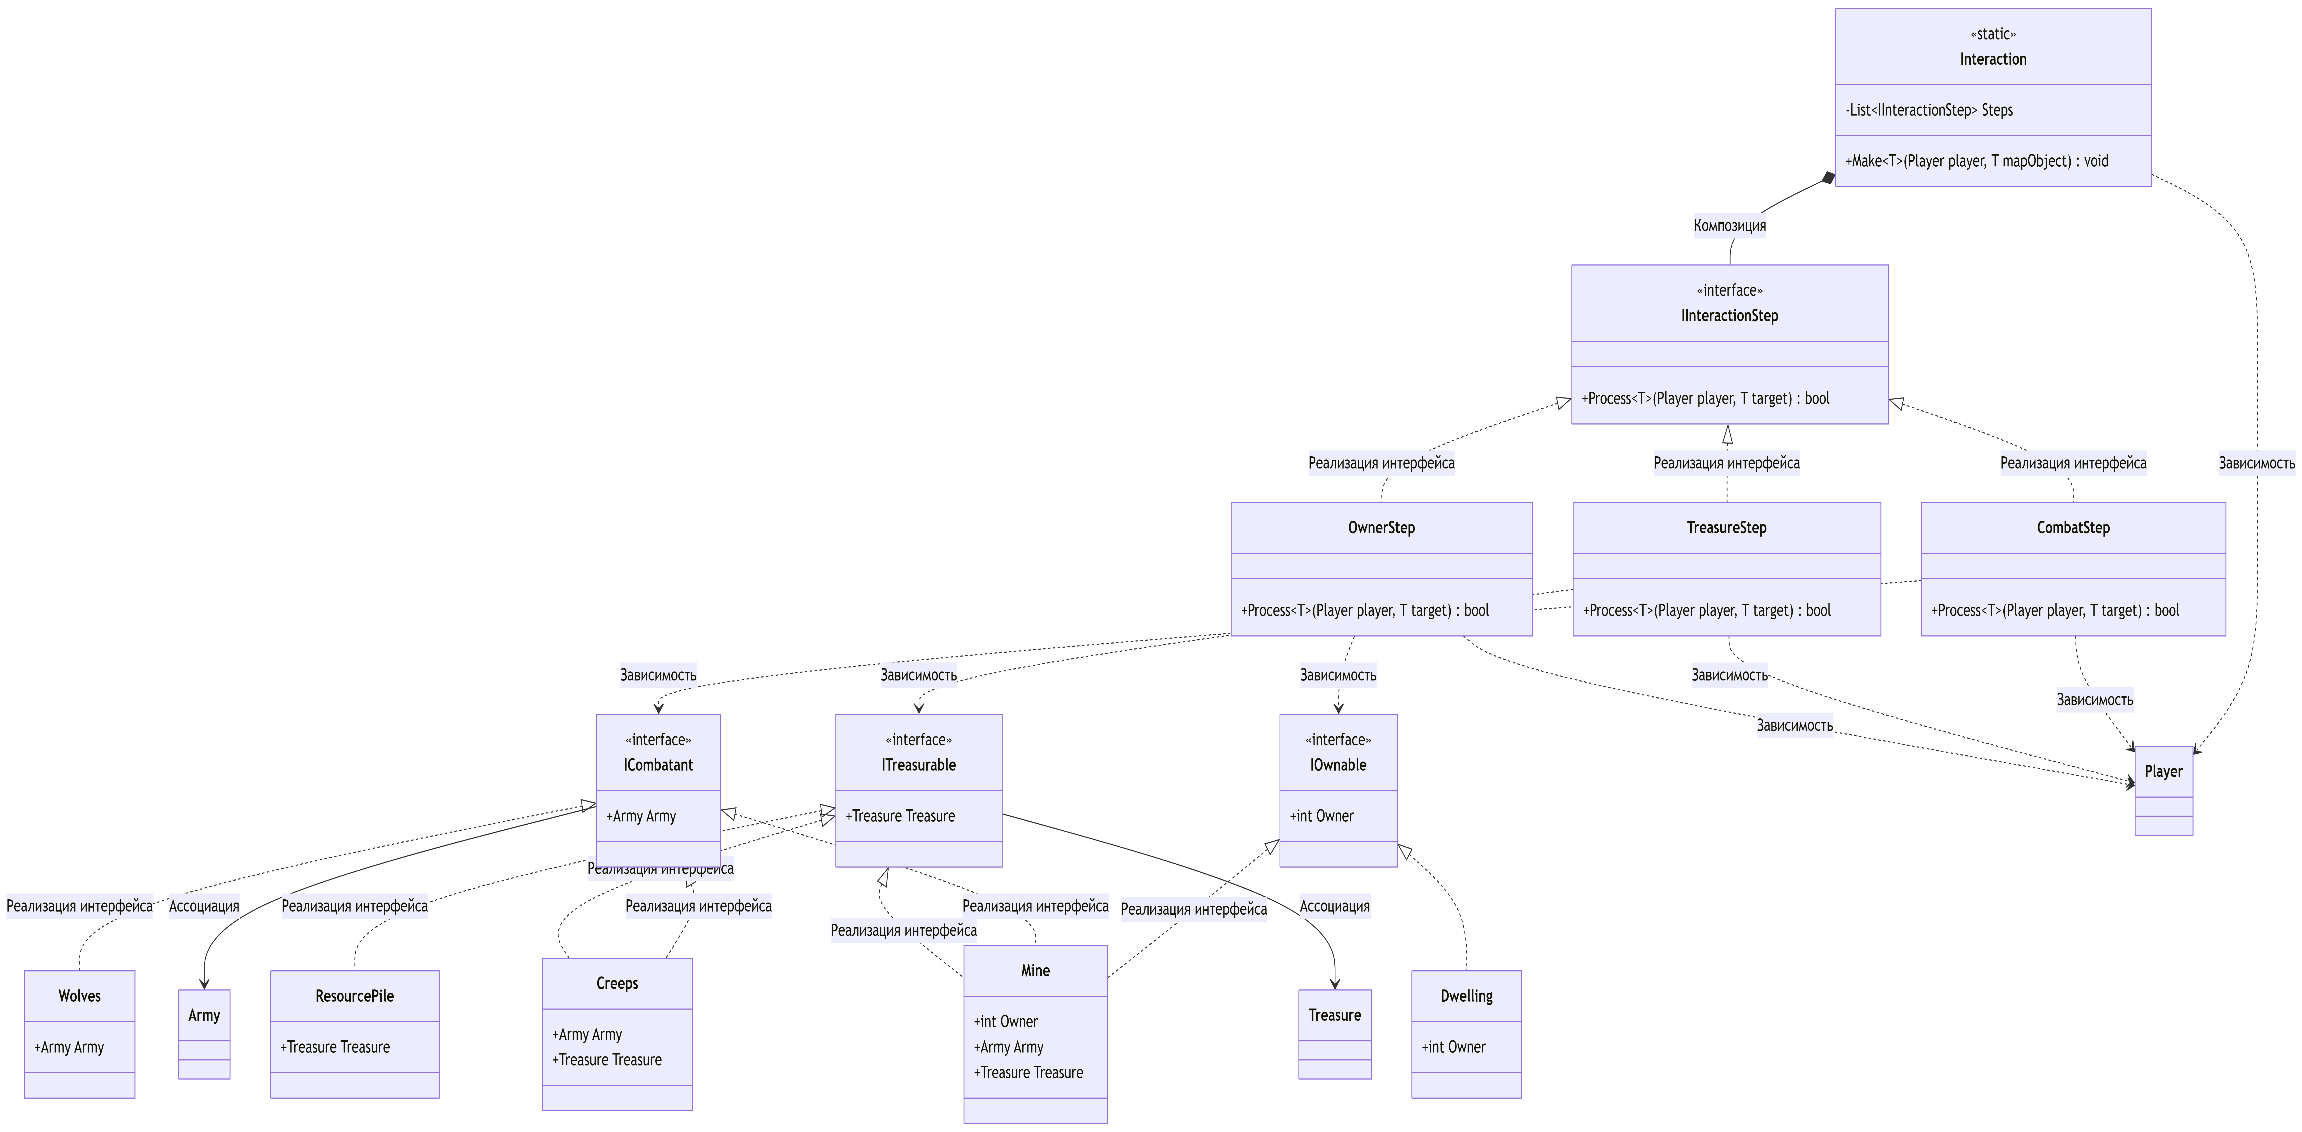 «static»
Interaction
-List<IInteractionStep> Steps
+Make<T>(Player player, T mapObject) : void
Композиция
«interface»
IInteractionStep
+Process<T>(Player player, T target) : bool
Реализация интерфейса
Реализация интерфейса
Реализация интерфейса
Зависимость
OwnerStep
+Process<T>(Player player, T target) : bool
TreasureStep
+Process<T>(Player player, T target) : bool
CombatStep
+Process<T>(Player player, T target) : bool
Зависимость
Зависимость
Зависимость
Зависимость
Зависимость
Зависимость
«interface»
ICombatant
+Army Army
«interface»
ITreasurable
+Treasure Treasure
«interface»
IOwnable
+int Owner
Player
Реализация интерфейса
Реализация интерфейса
Ассоциация
Реализация интерфейса
Реализация интерфейса
Реализация интерфейса
Реализация интерфейса
Реализация интерфейса
Ассоциация
Wolves
+Army Army
Army
ResourcePile
+Treasure Treasure
Creeps
+Army Army
+Treasure Treasure
Mine
+int Owner
+Army Army
+Treasure Treasure
Treasure
Dwelling
+int Owner